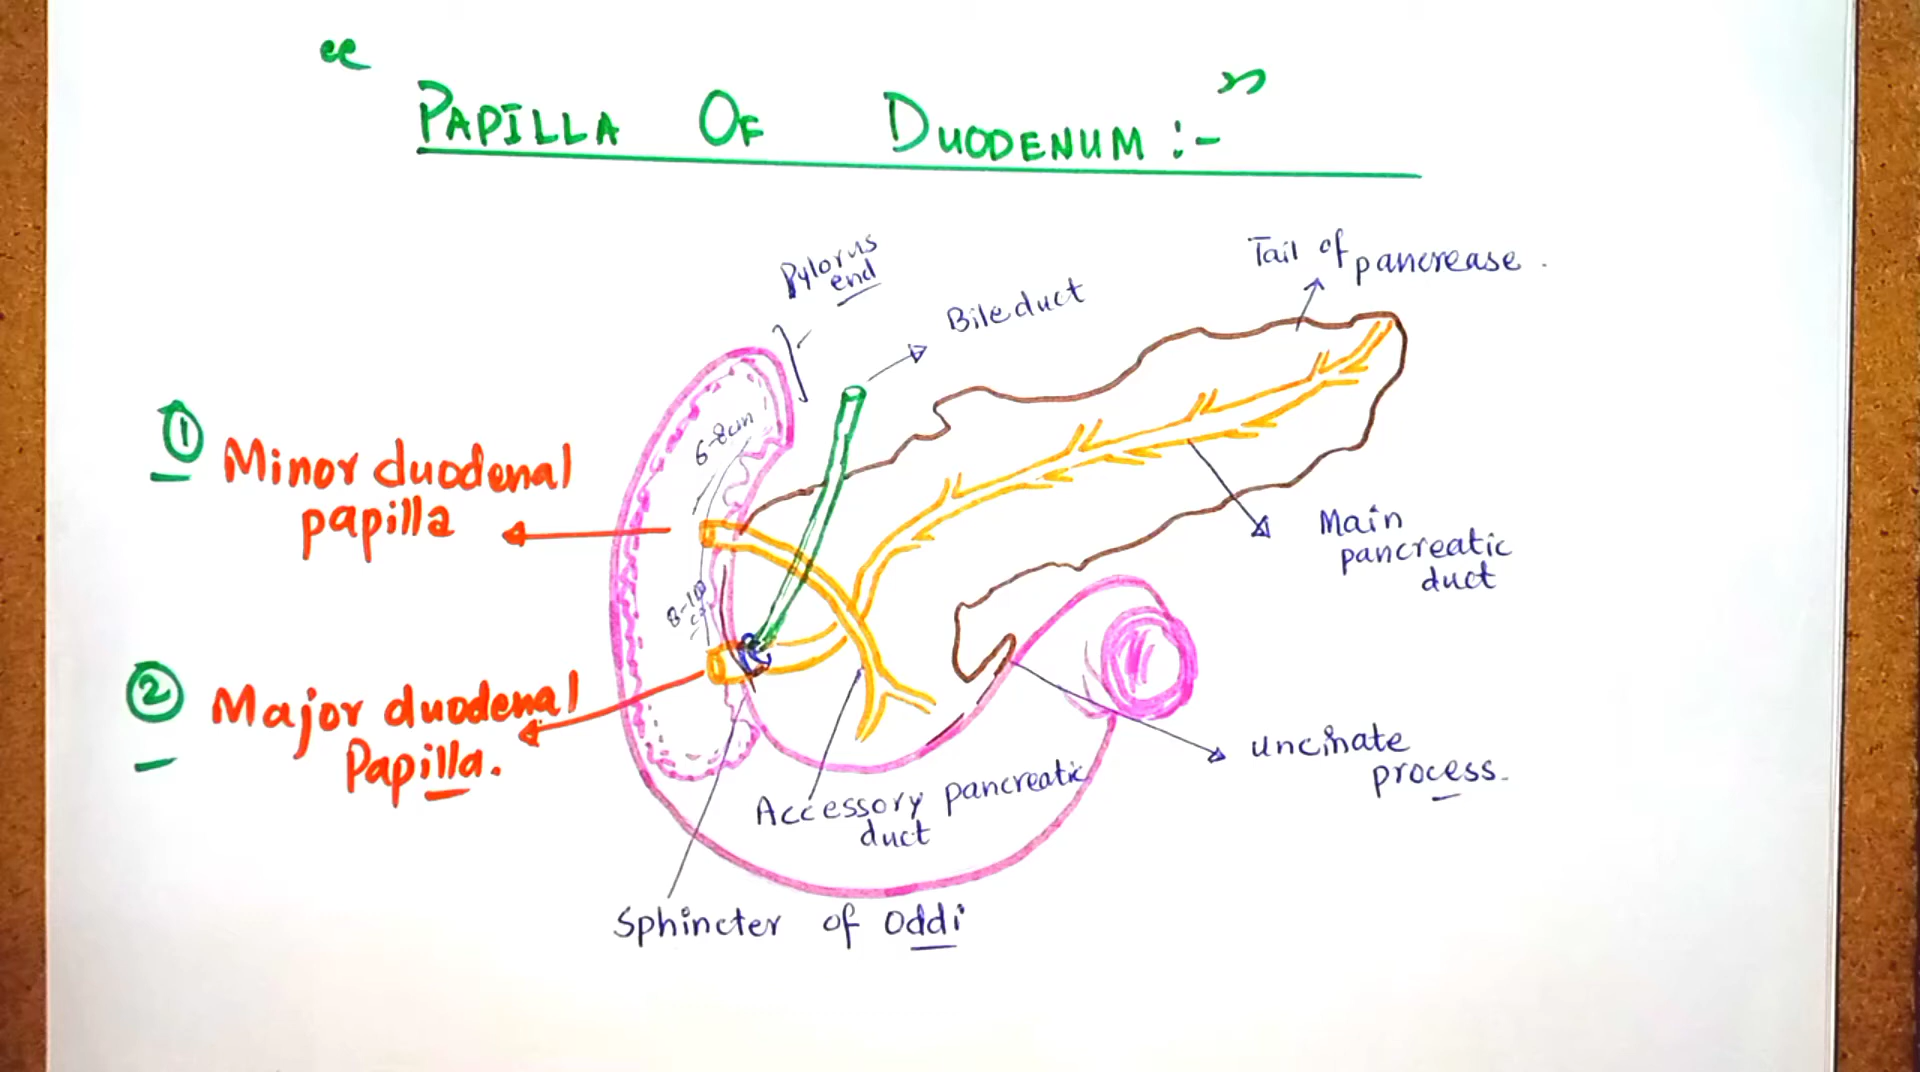 " PAPILLA OF DUODENUM :- "
Pylorus
end
Bile duct
Tail of pancrease.
6-8cm
① Minor duodenal
papilla
Main
pancreatic
duct
8-10
② Major duodenal
Papilla.
uncinate
process.
Accessory pancreatic
duct
Sphincter of Oddi